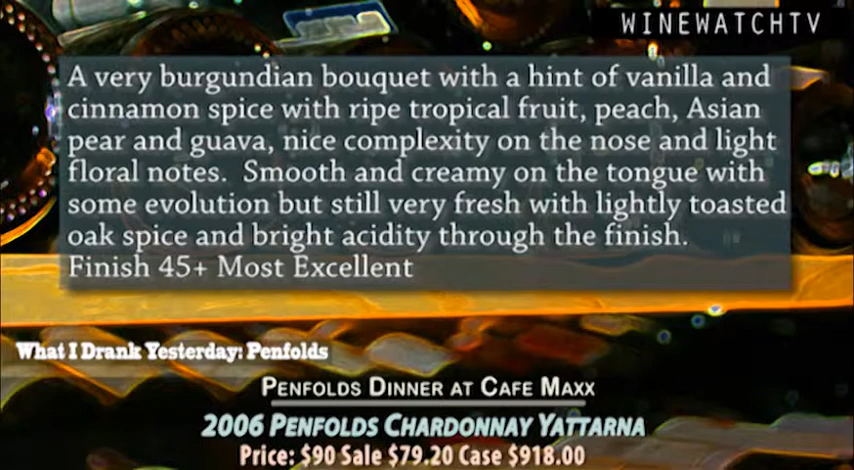 WINEWATCHTV
A very burgundian bouquet with a hint of vanilla and
cinnamon spice with ripe tropical fruit, peach, Asian
pear and guava, nice complexity on the nose and light
floral notes.  Smooth and creamy on the tongue with
some evolution but still very fresh with lightly toasted
oak spice and bright acidity through the finish.
Finish 45+ Most Excellent
What I Drank Yesterday: Penfolds
Penfolds Dinner at Cafe Maxx
2006 Penfolds Chardonnay Yattarna
Price: $90 Sale $79.20 Case $918.00